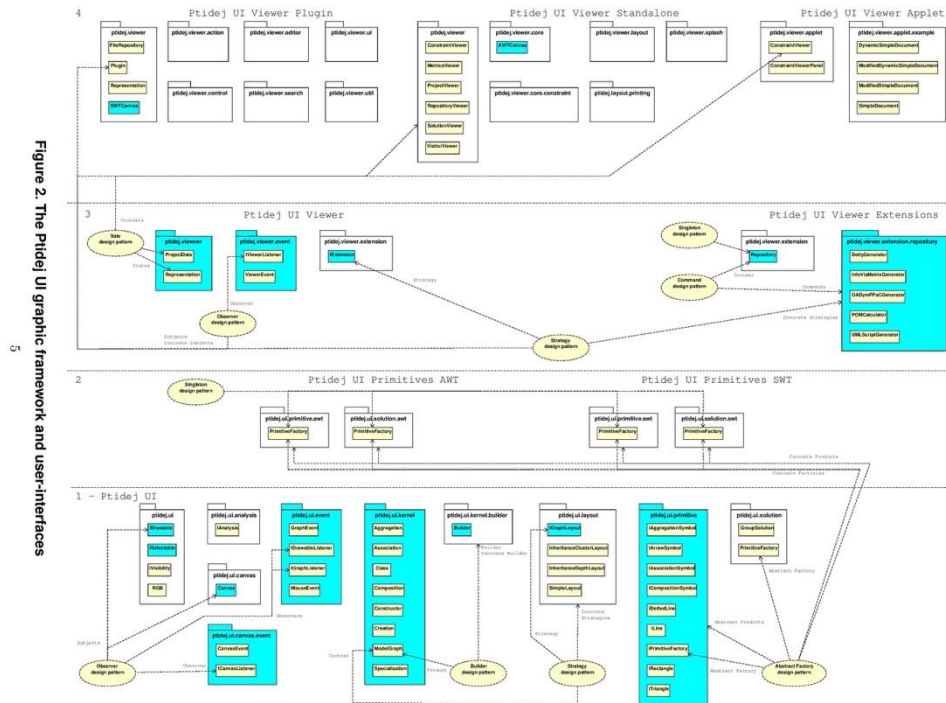 4
Ptidej UI Viewer Plugin
Ptidej UI Viewer Standalone
Ptidej UI Viewer Applet
ptidej.viewer
FileRepository
Plugin
Representation
SWTCanvas
ptidej.viewer.action
ptidej.viewer.editor
ptidej.viewer.ui
ptidej.viewer.control
ptidej.viewer.search
ptidej.viewer.util
ptidej.viewer
ConstraintViewer
MetricsViewer
ProjectViewer
RepositoryViewer
SolutionViewer
VisitorViewer
ptidej.viewer.core
AWTCanvas
ptidej.viewer.layout
ptidej.viewer.splash
ptidej.viewer.core.constraint
ptidej.layout.printing
ptidej.viewer.applet
ConstraintViewer
ConstraintViewerPanel
ptidej.viewer.applet.example
DynamicSimpleDocument
ModifiedDynamicSimpleDocument
ModifiedSimpleDocument
SimpleDocument
3
Ptidej UI Viewer
Ptidej UI Viewer Extensions
Contexts
Sate
design pattern
States
ptidej.viewer
ProjectData
Representation
ptidej.viewer.event
IViewerListener
ViewerEvent
Observer
Observer
design pattern
Subjects
Concrete Subjects
ptidej.viewer.extension
IExtension
Strategy
Strategy
design pattern
Concrete Strategies
Singleton
design pattern
Command
design pattern
Invoker
Commands
ptidej.viewer.extension
Repository
ptidej.viewer.extension.repository
DottyGenerator
InfoVisMatrixGenerator
OADymPPaCGenerator
POMCalculator
UMLScriptGenerator
2
Singleton
design pattern
Ptidej UI Primitives AWT
Ptidej UI Primitives SWT
ptidej.ui.primitive.awt
PrimitiveFactory
ptidej.ui.solution.awt
PrimitiveFactory
ptidej.ui.primitive.awt
PrimitiveFactory
ptidej.ui.solution.swt
PrimitiveFactory
Concrete Products
Concrete Factories
1 - Ptidej UI
ptidej.ui
IDrawable
ISelectable
IVisibility
RGB
ptidej.ui.analysis
IAnalysis
ptidej.ui.canvas
Canvas
ptidej.ui.canvas.event
CanvasEvent
ICanvasListener
ptidej.ui.event
GraphEvent
IDrawableListener
IGraphListener
MouseEvent
Subjects
Observers
Observer
Observer
design pattern
ptidej.ui.kernel
Aggregation
Association
Class
Composition
Constructor
Creation
ModelGraph
Specialisation
ptidej.ui.kernel.builder
Builder
Builder
Concrete Builder
Product
Builder
design pattern
Context
ptidej.ui.layout
IGraphLayout
InheritanceClusterLayout
InheritanceDepthLayout
SimpleLayout
Concrete
Strategies
Strategy
Strategy
design pattern
ptidej.ui.primitive
IAggregationSymbol
IArrowSymbol
IAssociationSymbol
ICompositionSymbol
IDottedLine
ILine
IPrimitiveFactory
IRectangle
ITriangle
ptidej.ui.solution
GroupSolution
PrimitiveFactory
Abstract Factory
Abstract Products
Abstract Factory
Abstract Factory
design pattern
Figure 2. The Ptidej UI graphic framework and user-interfaces
5